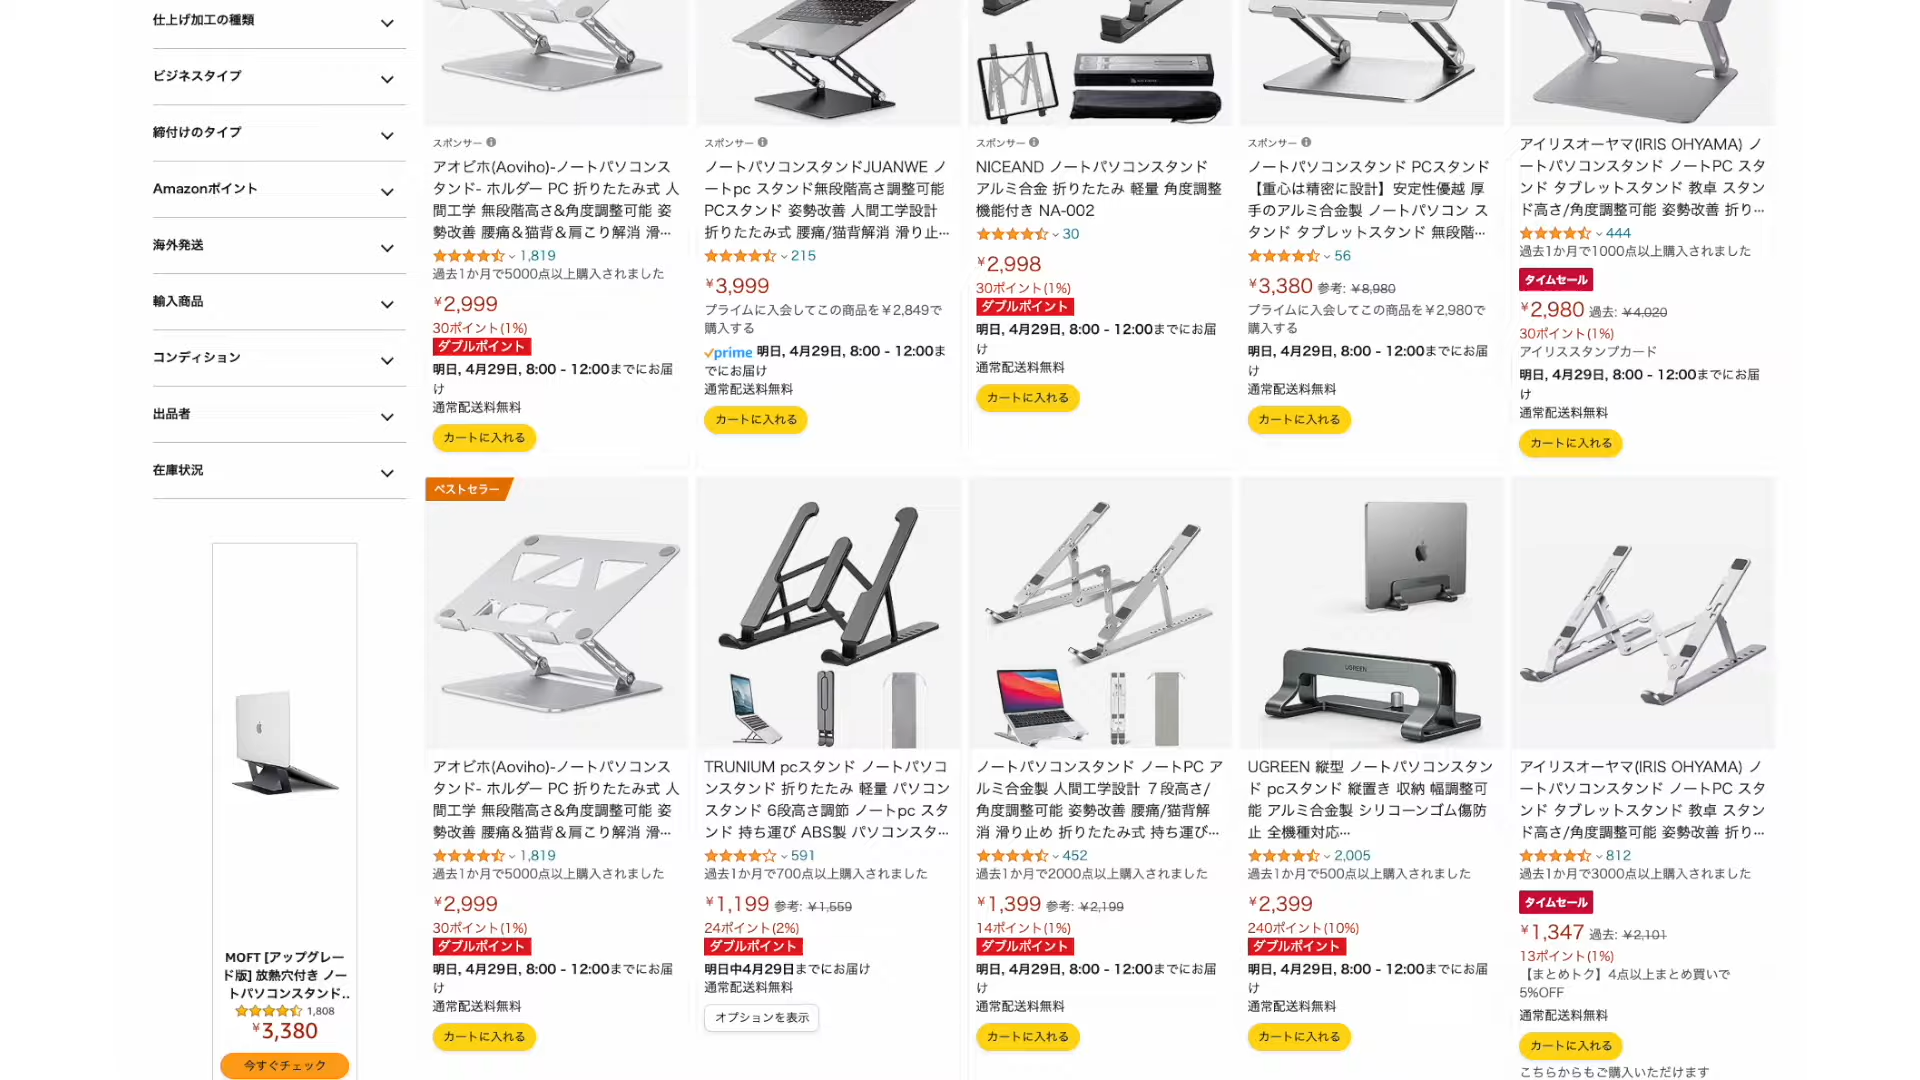 仕上げ加工の種類
ビジネスタイプ
締付けのタイプ
Amazonポイント
海外発送
輸入商品
コンディション
出品者
在庫状況
MOFT [アップグレー
ド版] 放熱穴付き ノー
トパソコンスタンド..
1,808
¥3,380
今すぐチェック
スポンサー
アオビホ(Aoviho)-ノートパソコンス
タンド- ホルダー PC 折りたたみ式 人
間工学 無段階高さ&角度調整可能 姿
勢改善 腰痛＆猫背＆肩こり解消 滑…
1,819
過去1か月で5000点以上購入されました
¥2,999
30ポイント(1%)
ダブルポイント
明日, 4月29日, 8:00 - 12:00までにお届
け
通常配送料無料
カートに入れる
スポンサー
ノートパソコンスタンドJUANWE ノ
ートpc スタンド無段階高さ調整可能
PCスタンド 姿勢改善 人間工学設計
折りたたみ式 腰痛/猫背解消 滑り止…
215
¥3,999
プライムに入会してこの商品を￥2,849で
購入する
prime 明日, 4月29日, 8:00 - 12:00ま
でにお届け
通常配送料無料
カートに入れる
スポンサー
NICEAND ノートパソコンスタンド
アルミ合金 折りたたみ 軽量 角度調整
機能付き NA-002
30
¥2,998
30ポイント(1%)
ダブルポイント
明日, 4月29日, 8:00 - 12:00までにお届
け
通常配送料無料
カートに入れる
スポンサー
ノートパソコンスタンド PCスタンド
【重心は精密に設計】安定性優越 厚
手のアルミ合金製 ノートパソコン ス
タンド タブレットスタンド 無段階…
56
¥3,380 参考: ¥8,980
プライムに入会してこの商品を￥2,980で
購入する
明日, 4月29日, 8:00 - 12:00までにお届
け
通常配送料無料
カートに入れる
アイリスオーヤマ(IRIS OHYAMA) ノ
ートパソコンスタンド ノートPC スタ
ンド タブレットスタンド 教卓 スタン
ド高さ/角度調整可能 姿勢改善 折り…
444
過去1か月で1000点以上購入されました
タイムセール
¥2,980 過去: ¥4,020
30ポイント(1%)
アイリススタンプカード
明日, 4月29日, 8:00 - 12:00までにお届
け
通常配送料無料
カートに入れる
ベストセラー
アオビホ(Aoviho)-ノートパソコンス
タンド- ホルダー PC 折りたたみ式 人
間工学 無段階高さ&角度調整可能 姿
勢改善 腰痛＆猫背＆肩こり解消 滑…
1,819
過去1か月で5000点以上購入されました
¥2,999
30ポイント(1%)
ダブルポイント
明日, 4月29日, 8:00 - 12:00までにお届
け
通常配送料無料
カートに入れる
TRUNIUM pcスタンド ノートパソコ
ンスタンド 折りたたみ 軽量 パソコン
スタンド 6段高さ調節 ノートpc スタ
ンド 持ち運び ABS製 パソコンスタ…
591
過去1か月で700点以上購入されました
¥1,199 参考: ¥1,559
24ポイント(2%)
ダブルポイント
明日中4月29日までにお届け
通常配送料無料
オプションを表示
ノートパソコンスタンド ノートPC ア
ルミ合金製 人間工学設計 ７段高さ/
角度調整可能 姿勢改善 腰痛/猫背解
消 滑り止め 折りたたみ式 持ち運び…
452
過去1か月で2000点以上購入されました
¥1,399 参考: ¥2,199
14ポイント(1%)
ダブルポイント
明日, 4月29日, 8:00 - 12:00までにお届
け
通常配送料無料
カートに入れる
UGREEN
UGREEN 縦型 ノートパソコンスタン
ド pcスタンド 縦置き 収納 幅調整可
能 アルミ合金製 シリコーンゴム傷防
止 全機種対応…
2,005
過去1か月で500点以上購入されました
¥2,399
240ポイント(10%)
ダブルポイント
明日, 4月29日, 8:00 - 12:00までにお届
け
通常配送料無料
カートに入れる
アイリスオーヤマ(IRIS OHYAMA) ノ
ートパソコンスタンド ノートPC スタ
ンド タブレットスタンド 教卓 スタン
ド高さ/角度調整可能 姿勢改善 折り…
812
過去1か月で3000点以上購入されました
タイムセール
¥1,347 過去: ¥2,101
13ポイント(1%)
【まとめトク】4点以上まとめ買いで
5%OFF
通常配送料無料
カートに入れる
こちらからもご購入いただけます